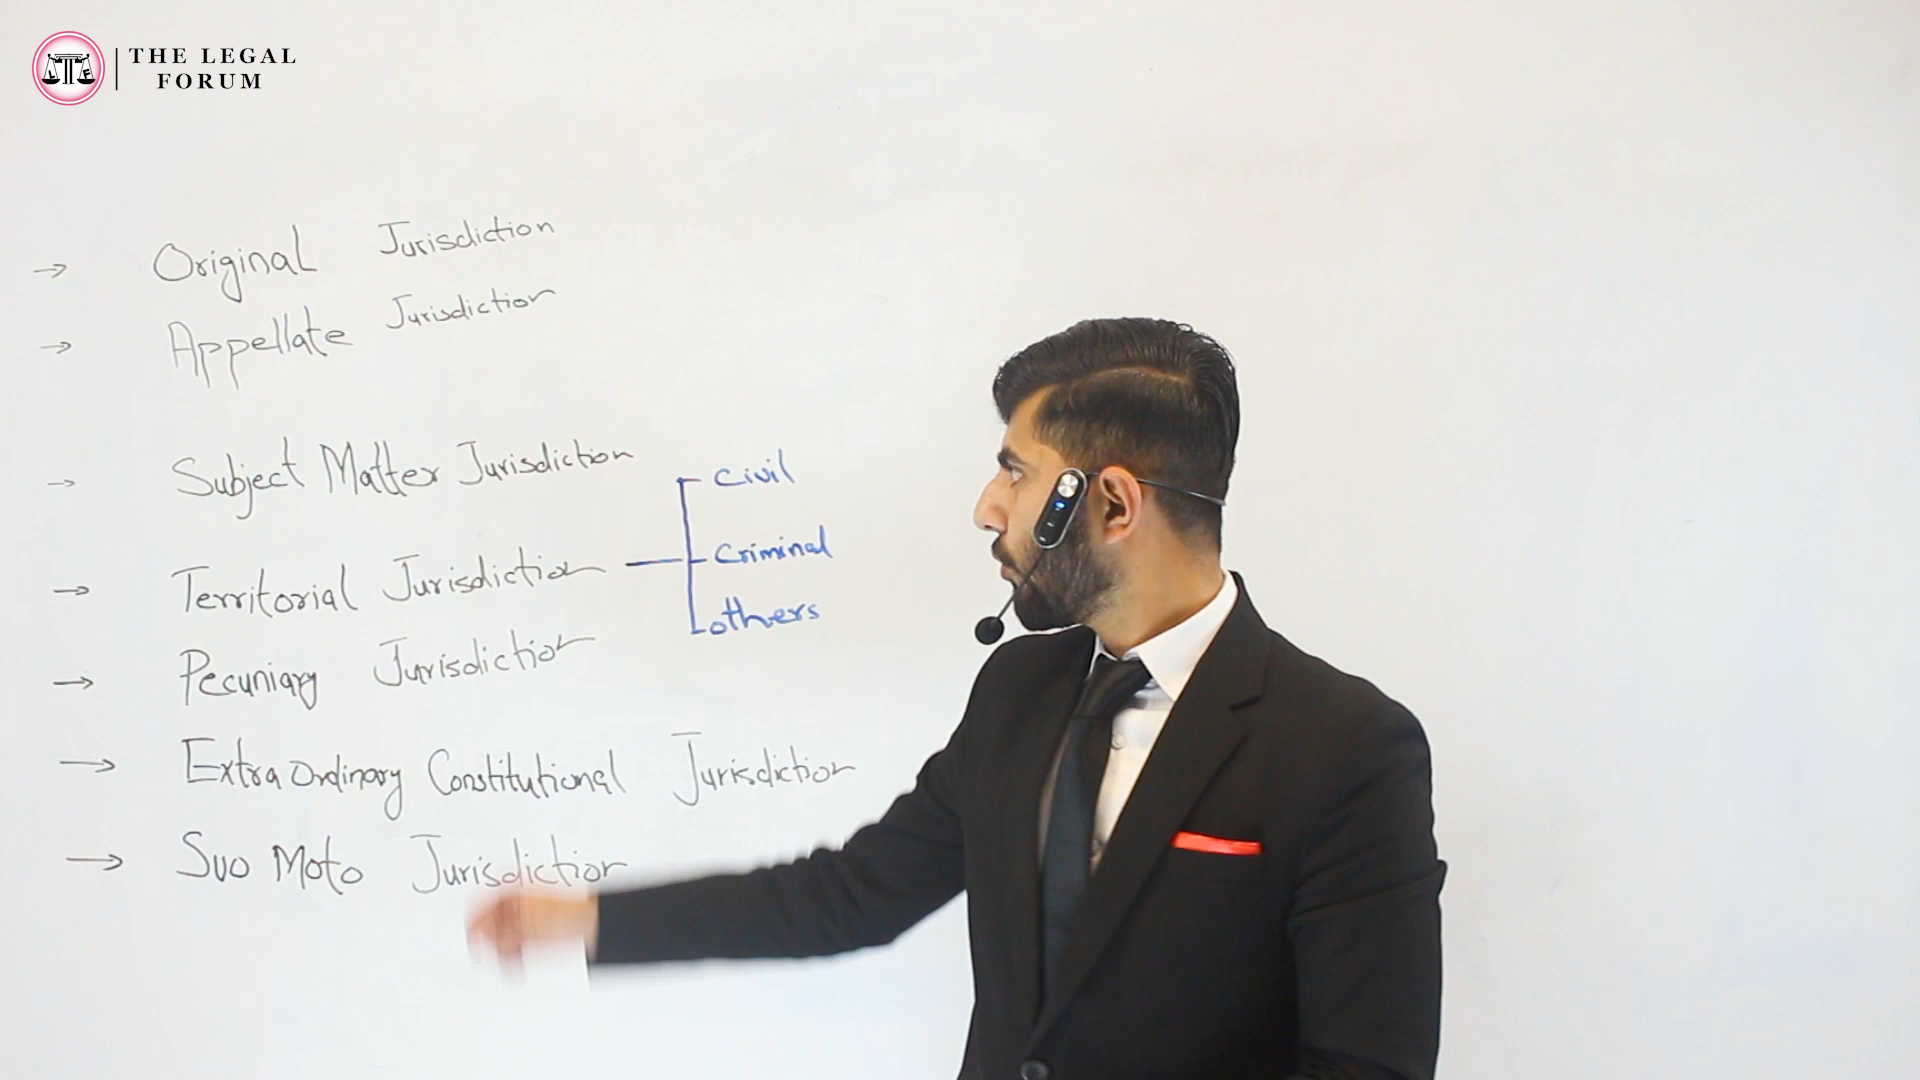 THE LEGAL
FORUM
Original Jurisdiction
Appellate Jurisdiction
Subject Matter Jurisdiction
Civil
Territorial Jurisdiction
Criminal
others
Pecuniary Jurisdiction
Extra Ordinary Constitutional Jurisdiction
Suo Moto Jurisdiction